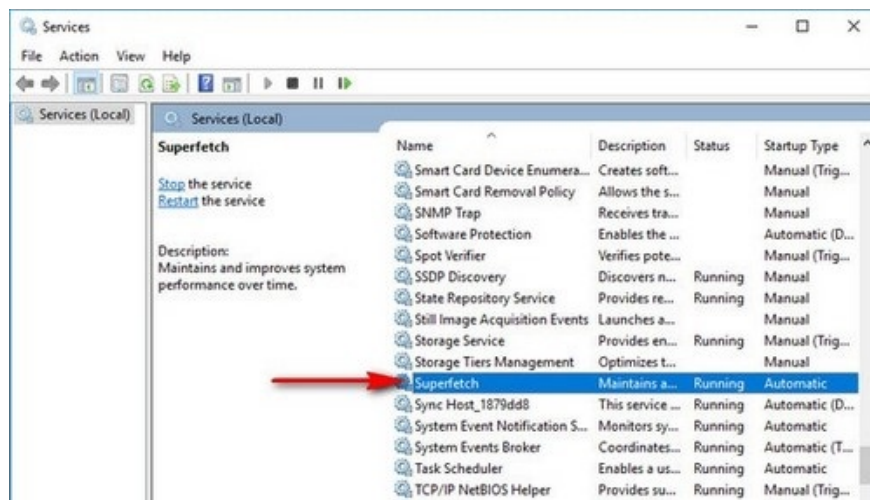 Services
File Action View Help
Services (Local)
Services (Local)
Superfetch
Stop the service
Restart the service
Description:
Maintains and improves system
performance over time.
Name Description Status Startup Type
Smart Card Device Enumera... Creates soft... Manual (Trig...
Smart Card Removal Policy Allows the s... Manual
SNMP Trap Receives tra... Manual
Software Protection Enables the ... Automatic (D...
Spot Verifier Verifies pote... Manual (Trig...
SSDP Discovery Discovers n... Running Manual
State Repository Service Provides re... Running Manual
Still Image Acquisition Events Launches a... Manual
Storage Service Provides en... Running Manual (Trig...
Storage Tiers Management Optimizes t... Manual
Superfetch Maintains a... Running Automatic
Sync Host_1879dd8 This service ... Running Automatic (D...
System Event Notification S... Monitors sy... Running Automatic
System Events Broker Coordinates... Running Automatic (T...
Task Scheduler Enables a us... Running Automatic
TCP/IP NetBIOS Helper Provides su... Running Manual (Trig...